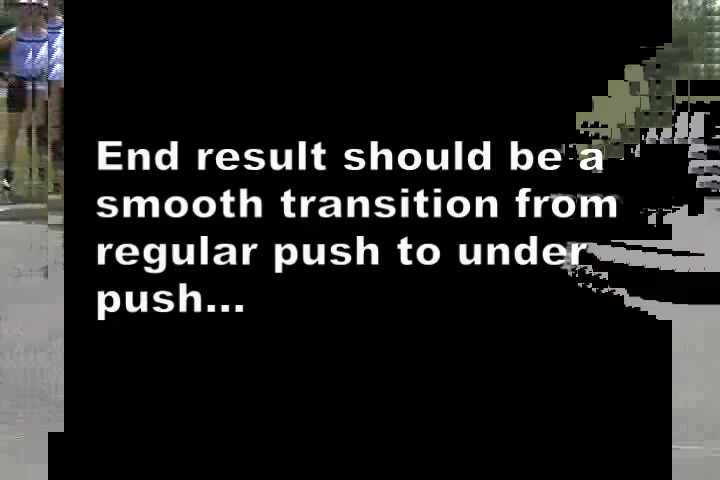 End result should be a
smooth transition from
regular push to under
push...